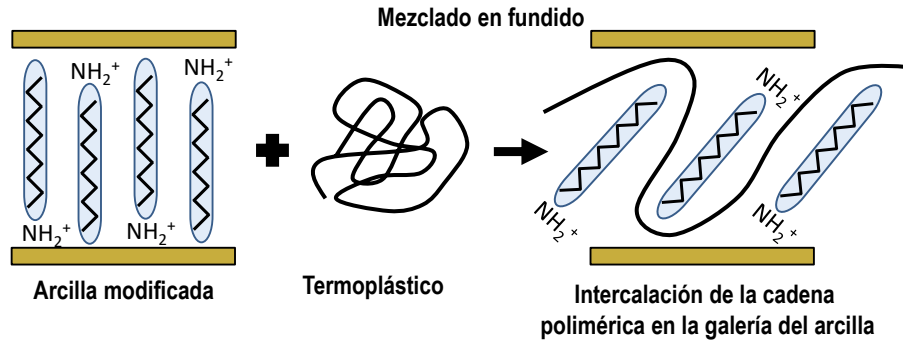 Mezclado en fundido
NH₂⁺
NH₂⁺
NH₂⁺
NH₂⁺
NH₂⁺
NH₂⁺
NH₂⁺
Arcilla modificada
Termoplástico
Intercalación de la cadena
polimérica en la galería del arcilla